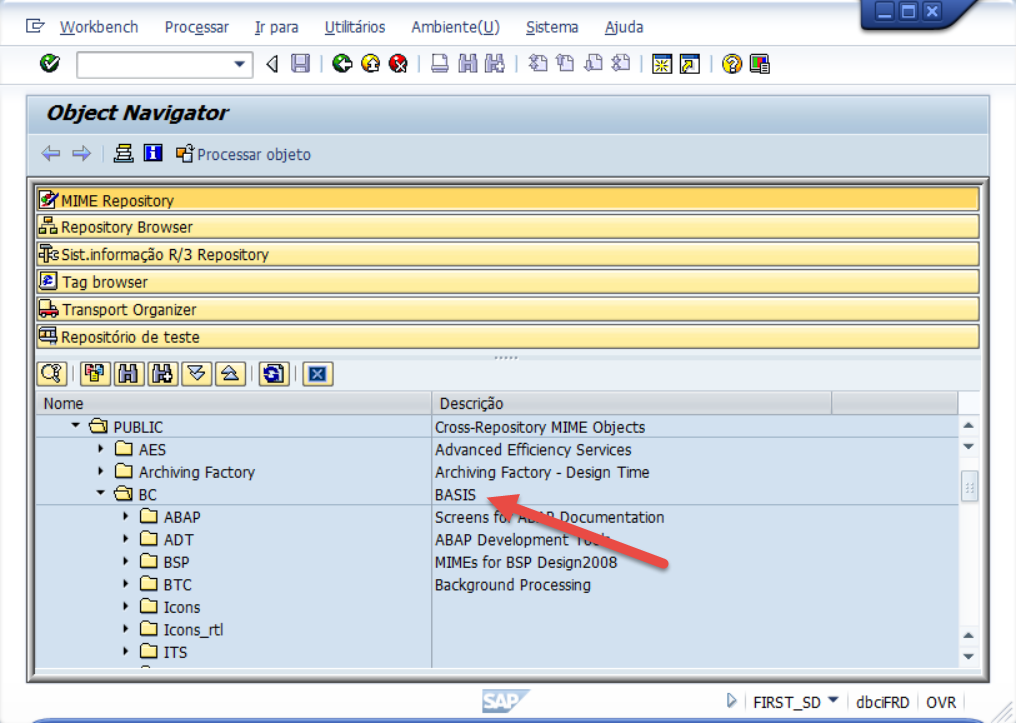 Workbench Processar Ir para Utilitários Ambiente(U) Sistema Ajuda
Object Navigator
Processar objeto
MIME Repository
Repository Browser
Sist.informação R/3 Repository
Tag browser
Transport Organizer
Repositório de teste
Nome Descrição
PUBLIC Cross-Repository MIME Objects
AES Advanced Efficiency Services
Archiving Factory Archiving Factory - Design Time
BC BASIS
ABAP Screens for ABAP Documentation
ADT ABAP Development Tools
BSP MIMEs for BSP Design2008
BTC Background Processing
Icons
Icons_rtl
ITS
SAP FIRST_SD dbciFRD OVR